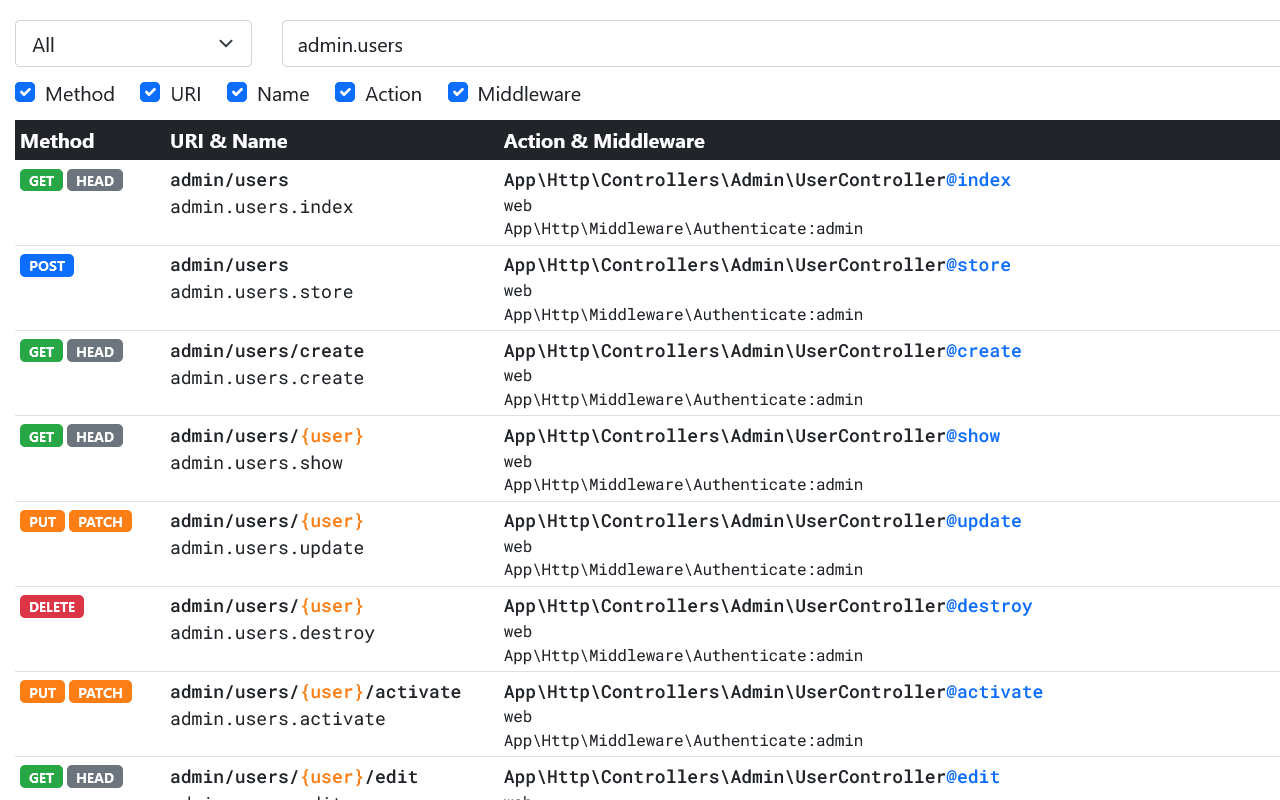 All admin.users
Method URI Name Action Middleware
Method URI & Name Action & Middleware
GET HEAD admin/users App\Http\Controllers\Admin\UserController@index
admin.users.index web
App\Http\Middleware\Authenticate:admin
POST admin/users App\Http\Controllers\Admin\UserController@store
admin.users.store web
App\Http\Middleware\Authenticate:admin
GET HEAD admin/users/create App\Http\Controllers\Admin\UserController@create
admin.users.create web
App\Http\Middleware\Authenticate:admin
GET HEAD admin/users/{user} App\Http\Controllers\Admin\UserController@show
admin.users.show web
App\Http\Middleware\Authenticate:admin
PUT PATCH admin/users/{user} App\Http\Controllers\Admin\UserController@update
admin.users.update web
App\Http\Middleware\Authenticate:admin
DELETE admin/users/{user} App\Http\Controllers\Admin\UserController@destroy
admin.users.destroy web
App\Http\Middleware\Authenticate:admin
PUT PATCH admin/users/{user}/activate App\Http\Controllers\Admin\UserController@activate
admin.users.activate web
App\Http\Middleware\Authenticate:admin
GET HEAD admin/users/{user}/edit App\Http\Controllers\Admin\UserController@edit